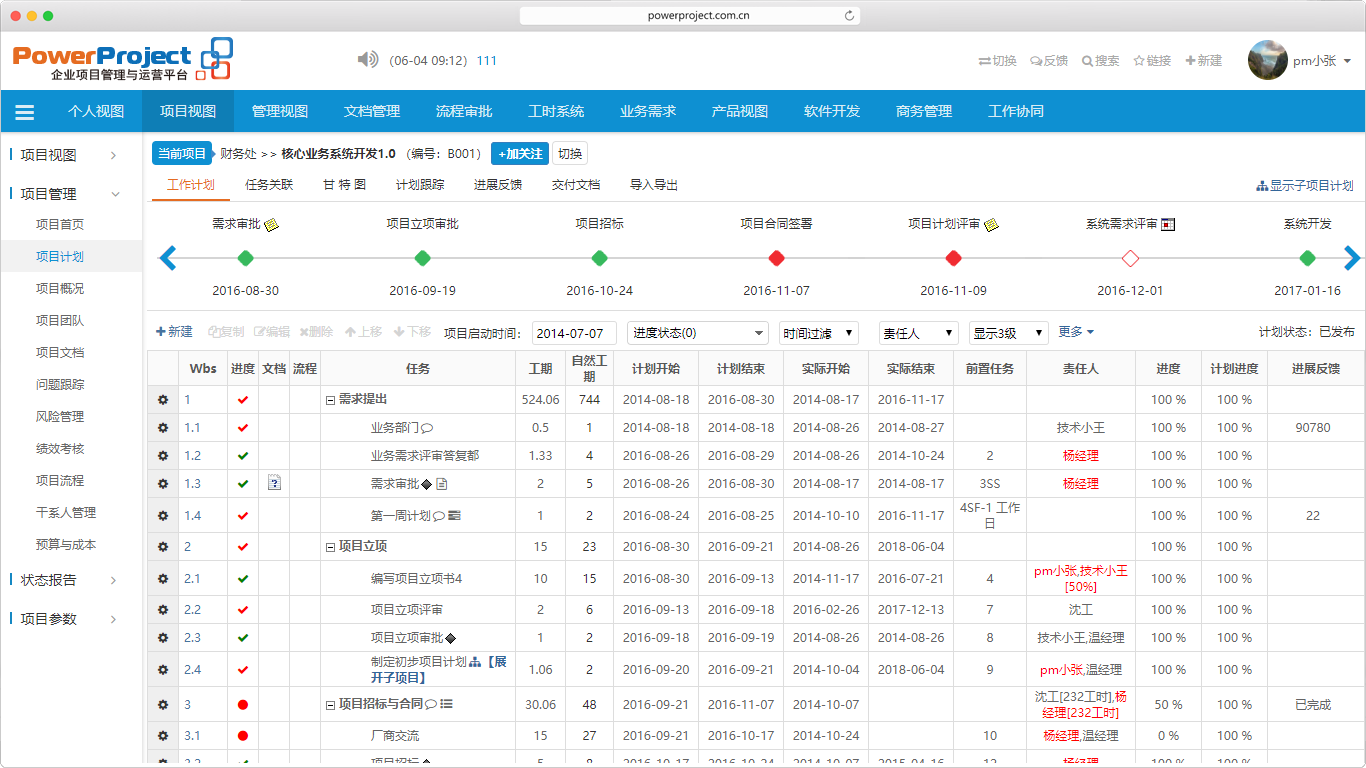 powerproject.com.cn
PowerProject
企业项目管理与运营平台
(06-04 09:12) 111
切换 反馈 搜索 链接 新建 pm小张
个人视图 项目视图 管理视图 文档管理 流程审批 工时系统 业务需求 产品视图 软件开发 商务管理 工作协同
项目视图
项目管理
项目首页
项目计划
项目概况
项目团队
项目文档
问题跟踪
风险管理
绩效考核
项目流程
干系人管理
预算与成本
状态报告
项目参数
当前项目 财务处 >> 核心业务系统开发1.0 (编号: B001) +加关注 切换
工作计划 任务关联 甘 特 图 计划跟踪 进展反馈 交付文档 导入导出 显示子项目计划
需求审批 项目立项审批 项目招标 项目合同签署 项目计划评审 系统需求评审 系统开发
2016-08-30 2016-09-19 2016-10-24 2016-11-07 2016-11-09 2016-12-01 2017-01-16
新建 复制 编辑 删除 上移 下移 项目启动时间: 2014-07-07 进度状态(0) 时间过滤 责任人 显示3级 更多 计划状态: 已发布
Wbs 进度 文档 流程 任务 工期 自然工期 计划开始 计划结束 实际开始 实际结束 前置任务 责任人 进度 计划进度 进展反馈
1 需求提出 524.06 744 2014-08-18 2016-08-30 2014-08-17 2016-11-17 100 % 100 %
1.1 业务部门 0.5 1 2014-08-18 2014-08-18 2014-08-26 2014-08-27 技术小王 100 % 100 % 90780
1.2 业务需求评审答复都 1.33 4 2016-08-26 2016-08-29 2014-08-26 2014-10-24 2 杨经理 100 % 100 %
1.3 需求审批 2 5 2016-08-26 2016-08-30 2014-08-17 2014-08-17 3SS 杨经理 100 % 100 %
1.4 第一周计划 1 2 2016-08-24 2016-08-25 2014-10-10 2016-11-17 4SF-1 工作日 100 % 100 % 22
2 项目立项 15 23 2016-08-30 2016-09-21 2014-08-26 2018-06-04 100 % 100 %
2.1 编写项目立项书4 10 15 2016-08-30 2016-09-13 2014-11-17 2016-07-21 4 pm小张,技术小王[50%] 100 % 100 %
2.2 项目立项评审 2 6 2016-09-13 2016-09-18 2016-02-26 2017-12-13 7 沈工 100 % 100 %
2.3 项目立项审批 1 2 2016-09-18 2016-09-19 2014-08-26 2014-08-26 8 技术小王,温经理 100 % 100 %
2.4 制定初步项目计划【展开子项目】 1.06 2 2016-09-20 2016-09-21 2014-10-04 2018-06-04 9 pm小张,温经理 100 % 100 %
3 项目招标与合同 30.06 48 2016-09-21 2016-11-07 2014-10-07 沈工[232工时],杨经理[232工时] 50 % 100 % 已完成
3.1 厂商交流 15 27 2016-09-21 2016-10-17 2014-10-24 10 杨经理,温经理 0 % 100 %